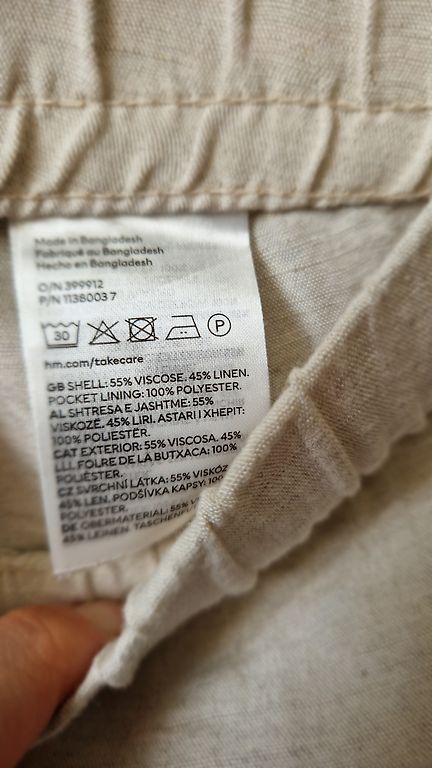 Made in Bangladesh
Fabriqué au Bangladesh
Hecho en Bangladesh
O/N 399912
P/N 1138003 7
30
P
hm.com/takecare
GB SHELL: 55% VISCOSE. 45% LINEN.
POCKET LINING: 100% POLYESTER.
AL SHTRESA E JASHTME: 55%
VISKOZË. 45% LIRI. ASTARI I XHEPIT:
100% POLIESTËR.
CAT EXTERIOR: 55% VISCOSA. 45%
LLI. FOLRE DE LA BUTXACA: 100%
POLIÈSTER.
CZ SVRCHNÍ LÁTKA: 55% VISKÓZ
45% LEN. PODŠÍVKA KAPSY: 100
POLYESTER.
DE OBERMATERIAL: 55%
45% LEINEN.